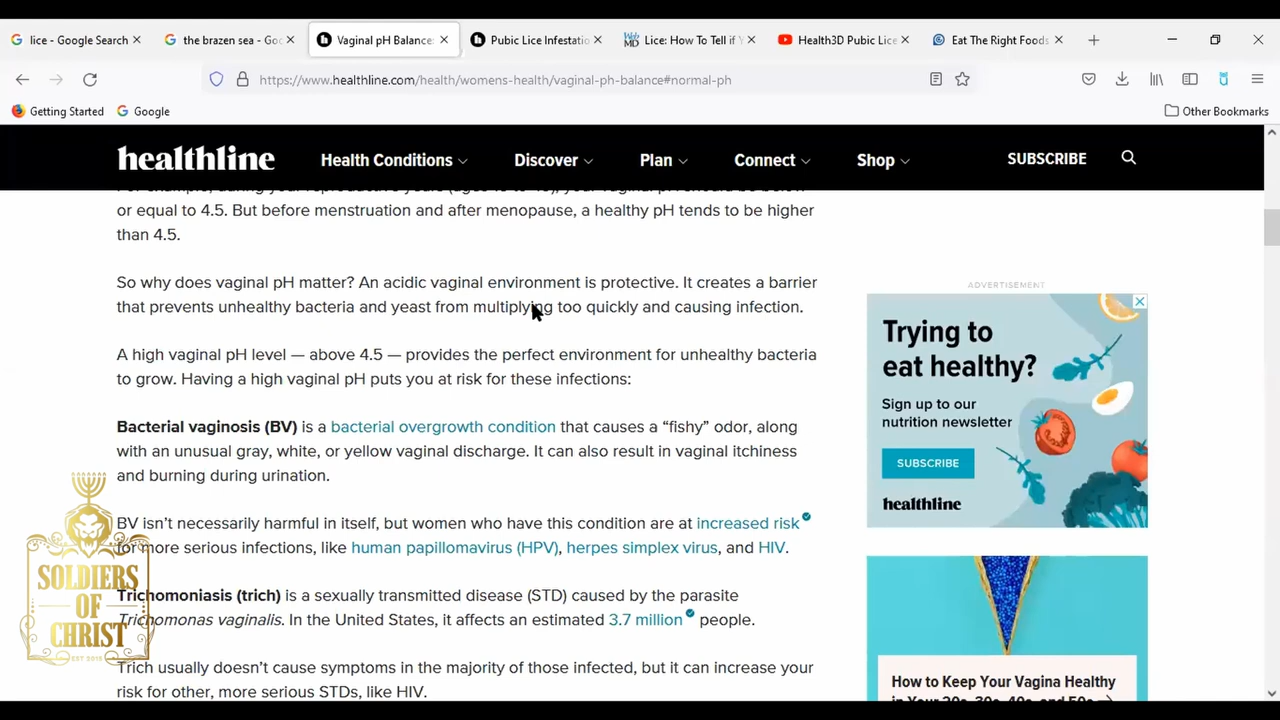 lice - Google Search
the brazen sea - Goo
Vaginal pH Balance:
Pubic Lice Infestatio
WebMD
Lice: How To Tell if Y
Health3D Pubic Lice
Eat The Right Foods
https://www.healthline.com/health/womens-health/vaginal-ph-balance#normal-ph
Getting Started
Google
Other Bookmarks
healthline
Health Conditions
Discover
Plan
Connect
Shop
SUBSCRIBE
or equal to 4.5. But before menstruation and after menopause, a healthy pH tends to be higher
than 4.5.
So why does vaginal pH matter? An acidic vaginal environment is protective. It creates a barrier
that prevents unhealthy bacteria and yeast from multiplying too quickly and causing infection.
A high vaginal pH level — above 4.5 — provides the perfect environment for unhealthy bacteria
to grow. Having a high vaginal pH puts you at risk for these infections:
Bacterial vaginosis (BV) is a bacterial overgrowth condition that causes a “fishy” odor, along
with an unusual gray, white, or yellow vaginal discharge. It can also result in vaginal itchiness
and burning during urination.
BV isn’t necessarily harmful in itself, but women who have this condition are at increased risk
for more serious infections, like human papillomavirus (HPV), herpes simplex virus, and HIV.
Trichomoniasis (trich) is a sexually transmitted disease (STD) caused by the parasite
Trichomonas vaginalis. In the United States, it affects an estimated 3.7 million people.
Trich usually doesn’t cause symptoms in the majority of those infected, but it can increase your
risk for other, more serious STDs, like HIV.
ADVERTISEMENT
Trying to
eat healthy?
Sign up to our
nutrition newsletter
SUBSCRIBE
healthline
How to Keep Your Vagina Healthy
in Your 20s, 30s, 40s, and 50s
SOLDIERS
OF
CHRIST
EST 2015